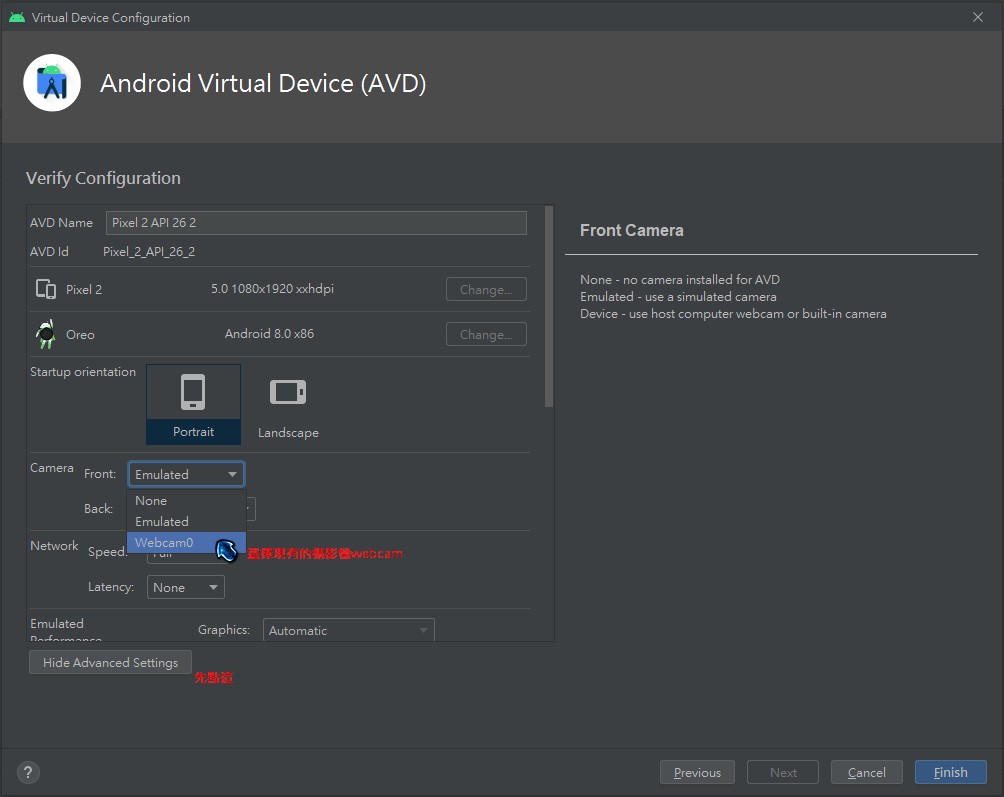 Virtual Device Configuration
Android Virtual Device (AVD)
Verify Configuration
AVD Name Pixel 2 API 26 2
AVD Id Pixel_2_API_26_2
Pixel 2 5.0 1080x1920 xxhdpi Change...
Oreo Android 8.0 x86 Change...
Startup orientation
Portrait
Landscape
Camera Front: Emulated
None
Back:
Emulated
Webcam0
Network Speed: Full
選擇現有的攝影機webcam
Latency: None
Emulated
Performance
Graphics: Automatic
Hide Advanced Settings
先點這
Front Camera
None - no camera installed for AVD
Emulated - use a simulated camera
Device - use host computer webcam or built-in camera
? Previous Next Cancel Finish